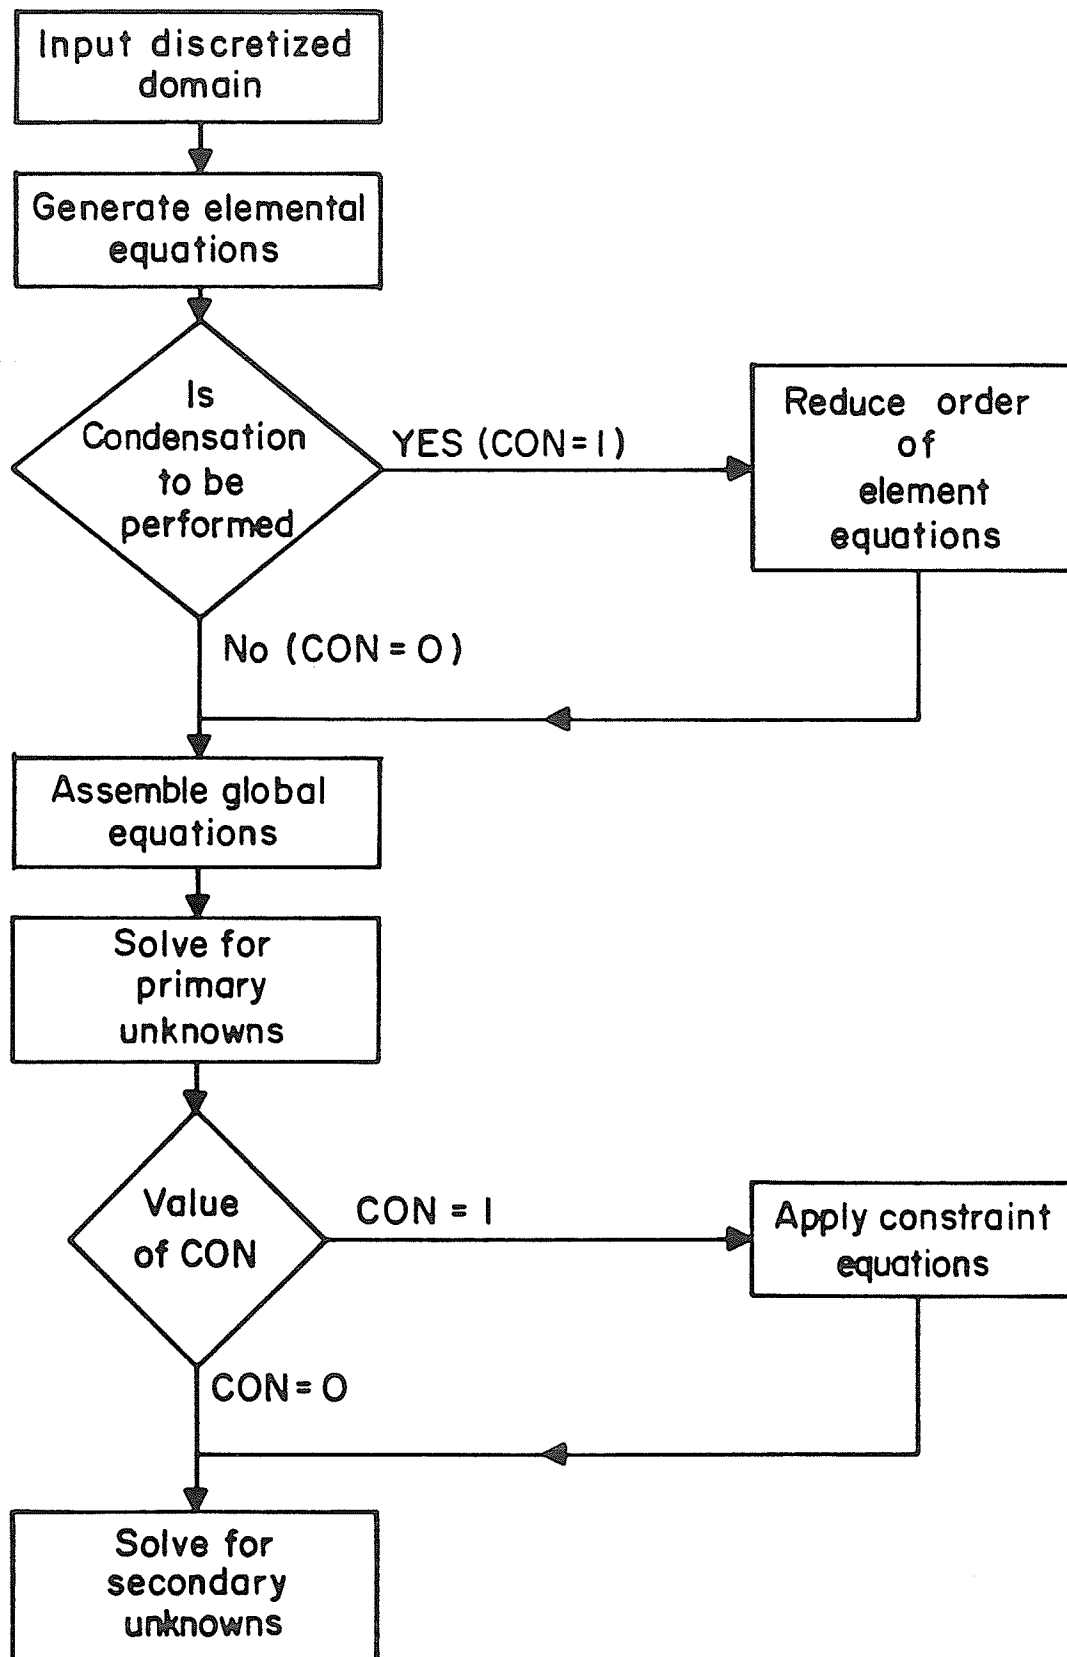 Input discretized
domain
Generate elemental
equations
Is
Condensation
to be
performed
YES (CON=1)
Reduce order
of
element
equations
No (CON=0)
Assemble global
equations
Solve for
primary
unknowns
Value
of CON
CON=1
Apply constraint
equations
CON=0
Solve for
secondary
unknowns